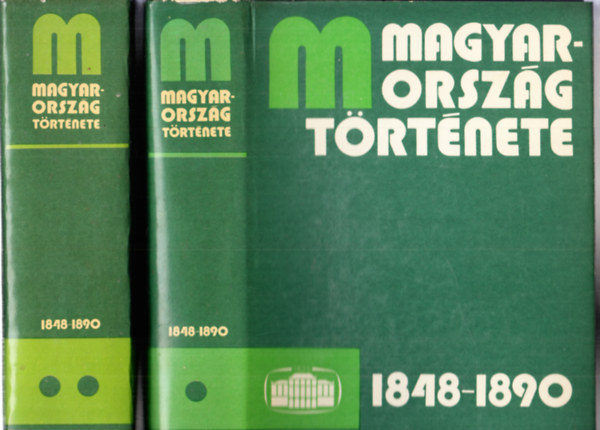 M
MAGYAR-
ORSZÁG
TÖRTÉNETE
1848-1890
M
MAGYAR-
ORSZÁG
TÖRTÉNETE
1848-1890
M
MAGYAR-
ORSZÁG
TÖRTÉNETE
1848-1890